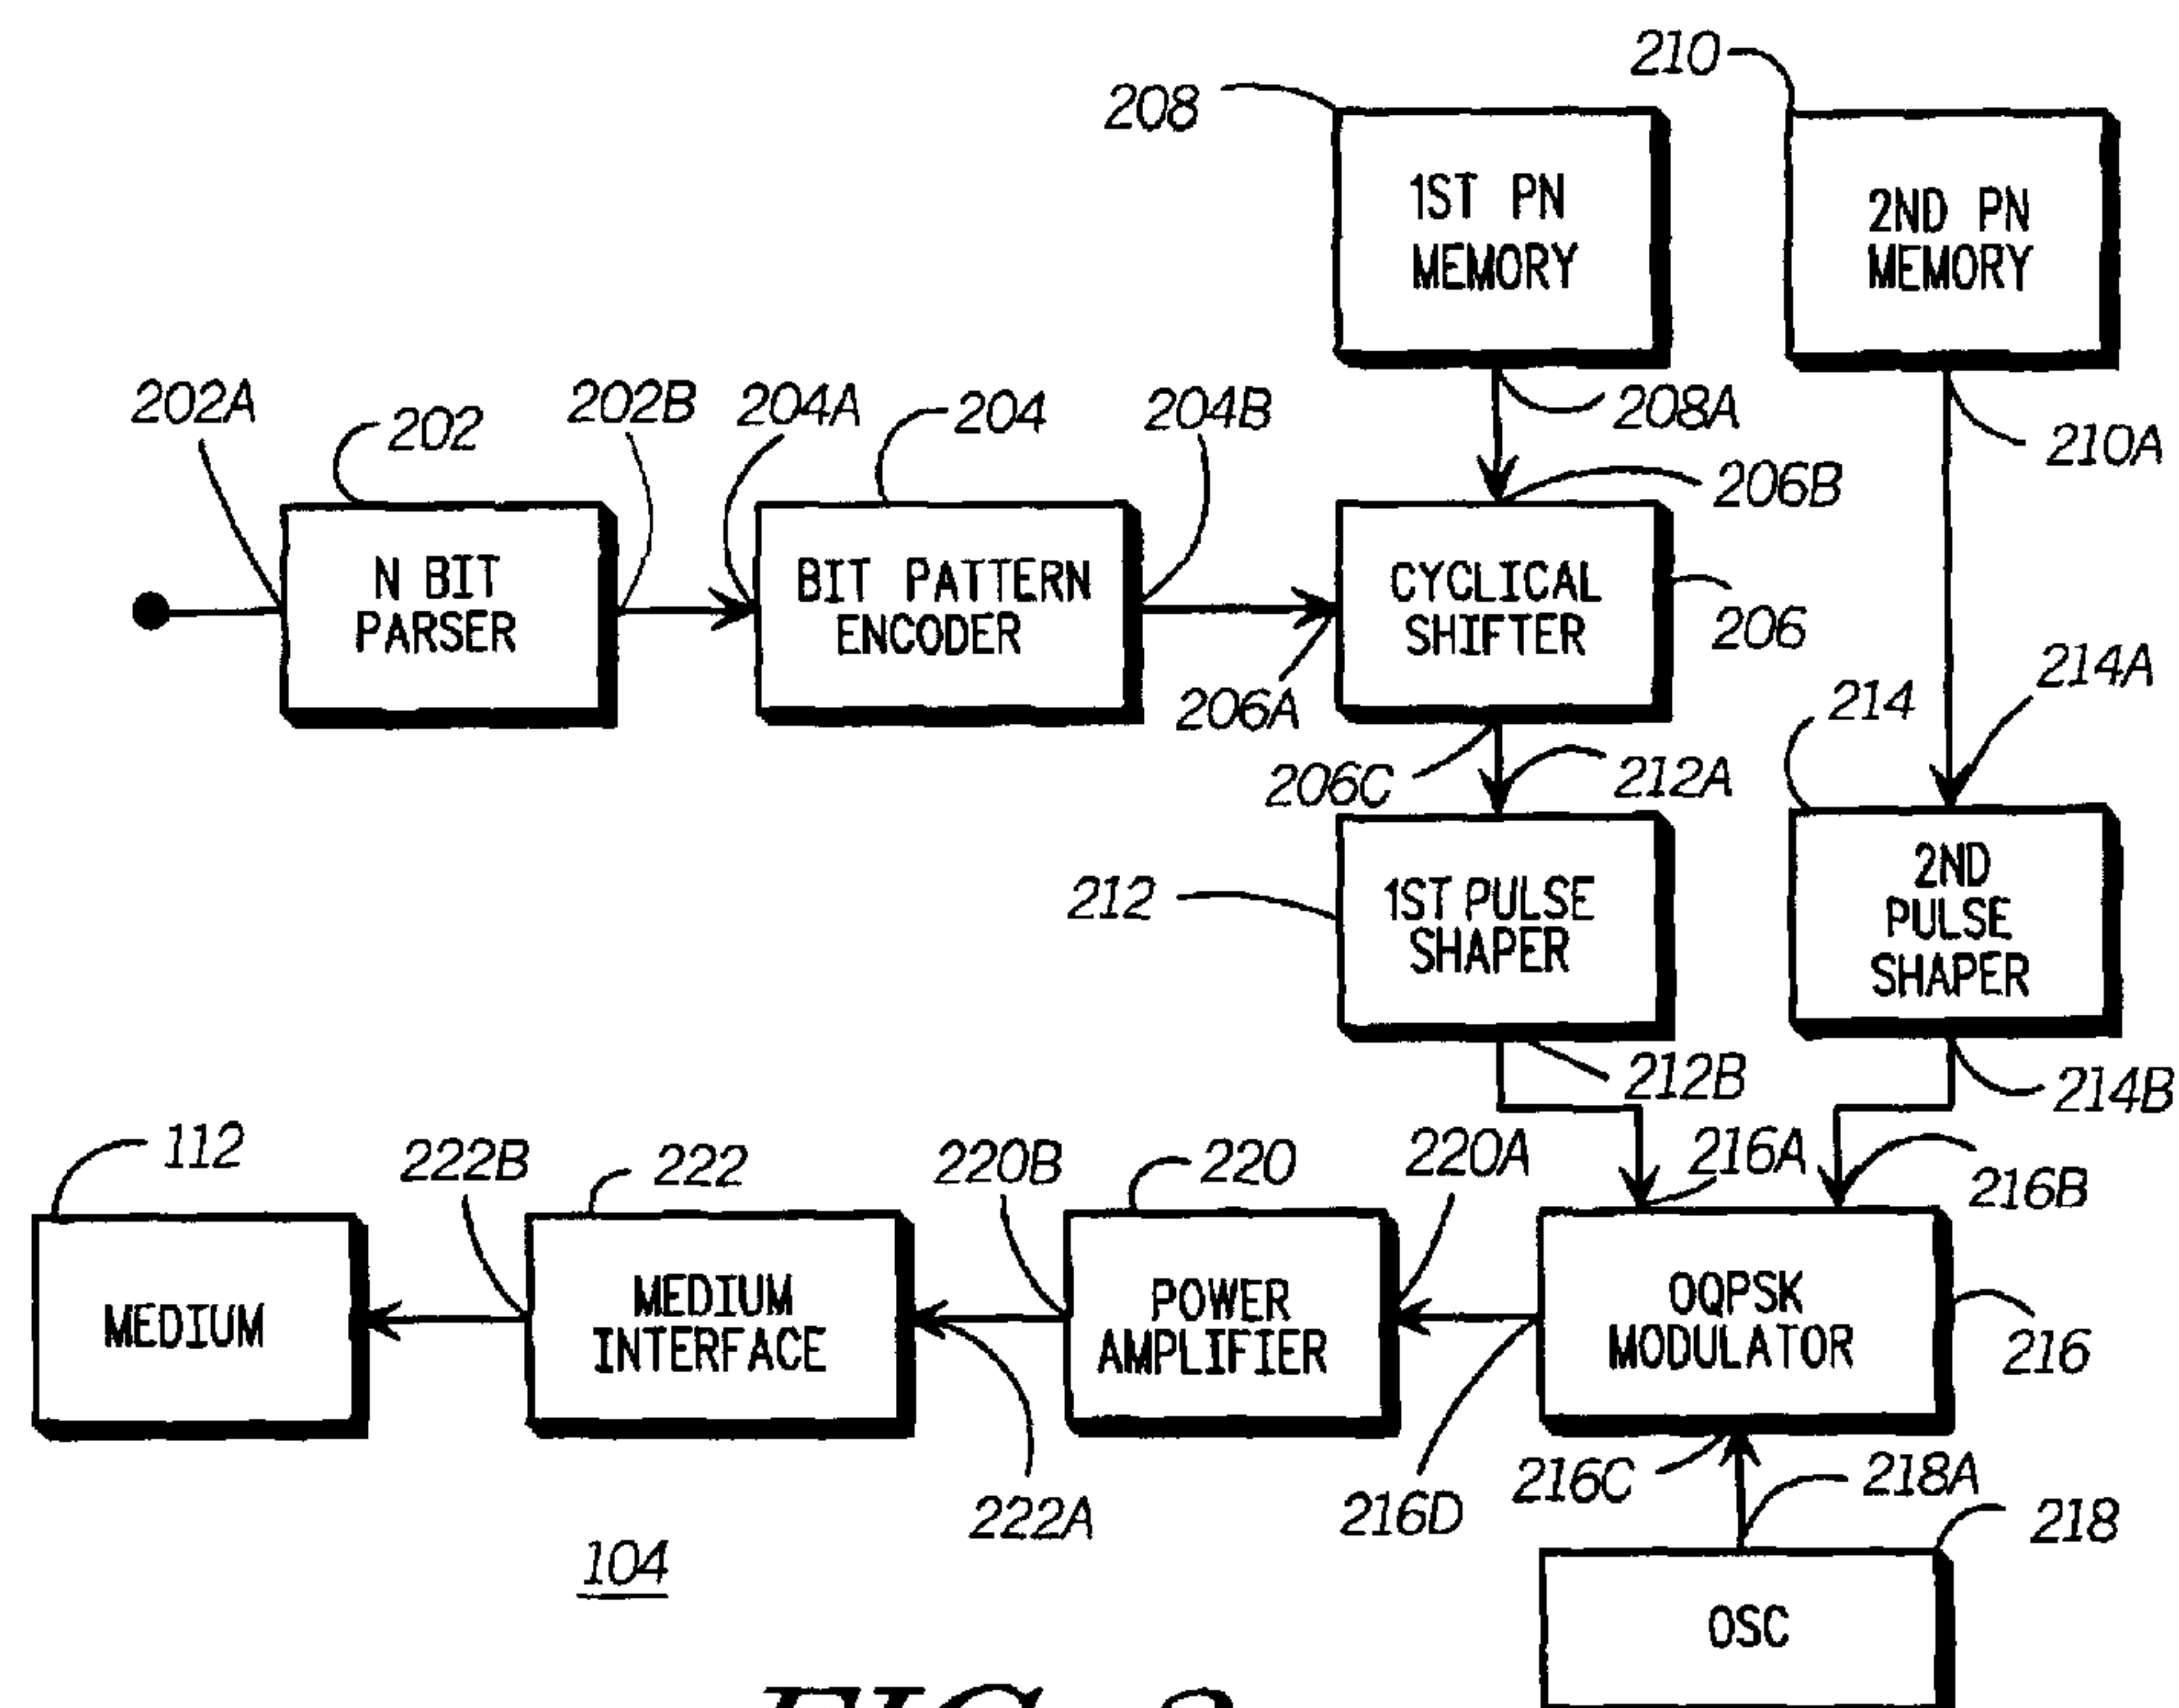 210
208
1ST PN
MEMORY
2ND PN
MEMORY
202A
202
202B
204A
204
204B
208A
210A
206B
N BIT
PARSER
BIT PATTERN
ENCODER
CYCLICAL
SHIFTER
206
206A
214A
214
206C
212A
212
1ST PULSE
SHAPER
2ND
PULSE
SHAPER
212B
214B
112
222B
222
220B
220
220A
216A
216B
MEDIUM
MEDIUM
INTERFACE
POWER
AMPLIFIER
OQPSK
MODULATOR
216
222A
216D
216C
218A
218
104
OSC